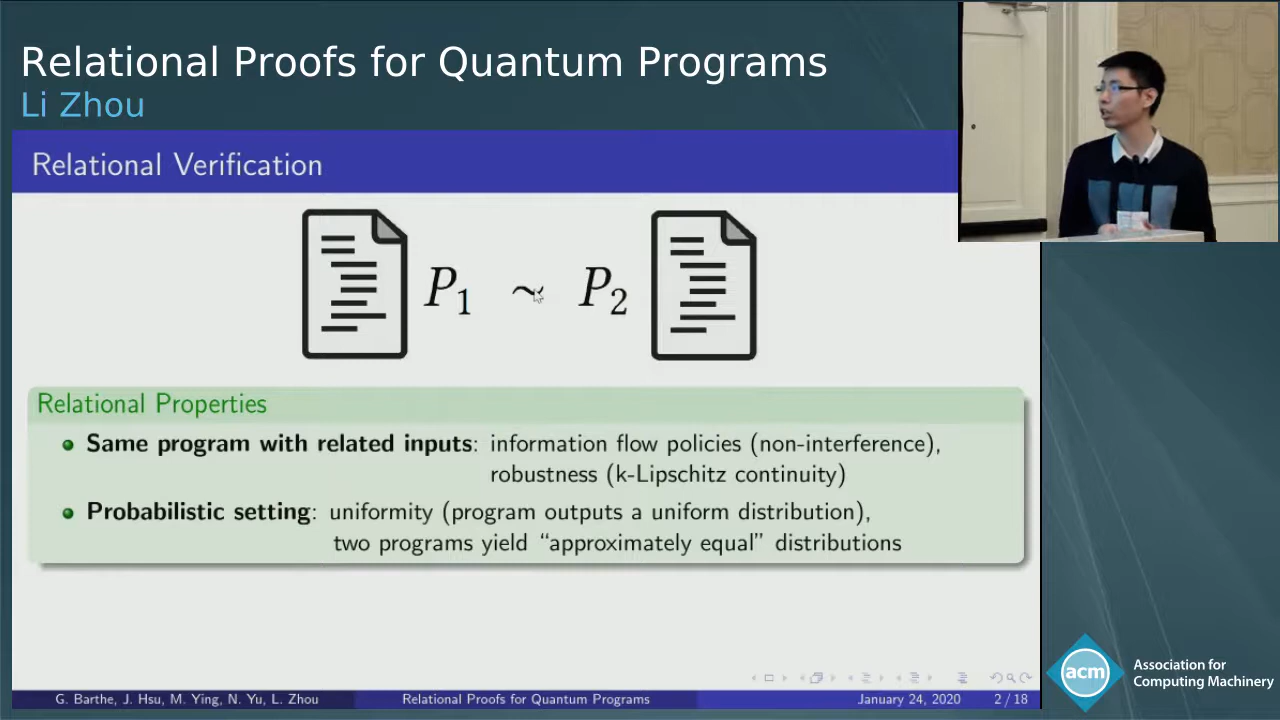 Relational Proofs for Quantum Programs
Li Zhou
Relational Verification
P1 ~ P2
Relational Properties
Same program with related inputs: information flow policies (non-interference),
robustness (k-Lipschitz continuity)
Probabilistic setting: uniformity (program outputs a uniform distribution),
two programs yield “approximately equal” distributions
G. Barthe, J. Hsu, M. Ying, N. Yu, L. Zhou Relational Proofs for Quantum Programs January 24, 2020 2 / 18
acm
Association for
Computing Machinery